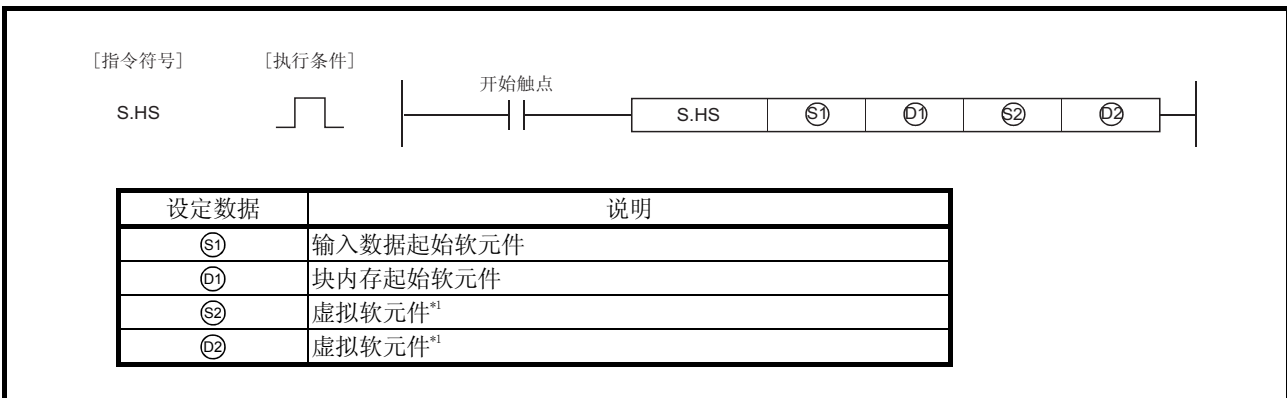 [指令符号] [执行条件]
开始触点
S.HS S.HS S1 D1 S2 D2
设定数据 说明
S1 输入数据起始软元件
D1 块内存起始软元件
S2 虚拟软元件*1
D2 虚拟软元件*1